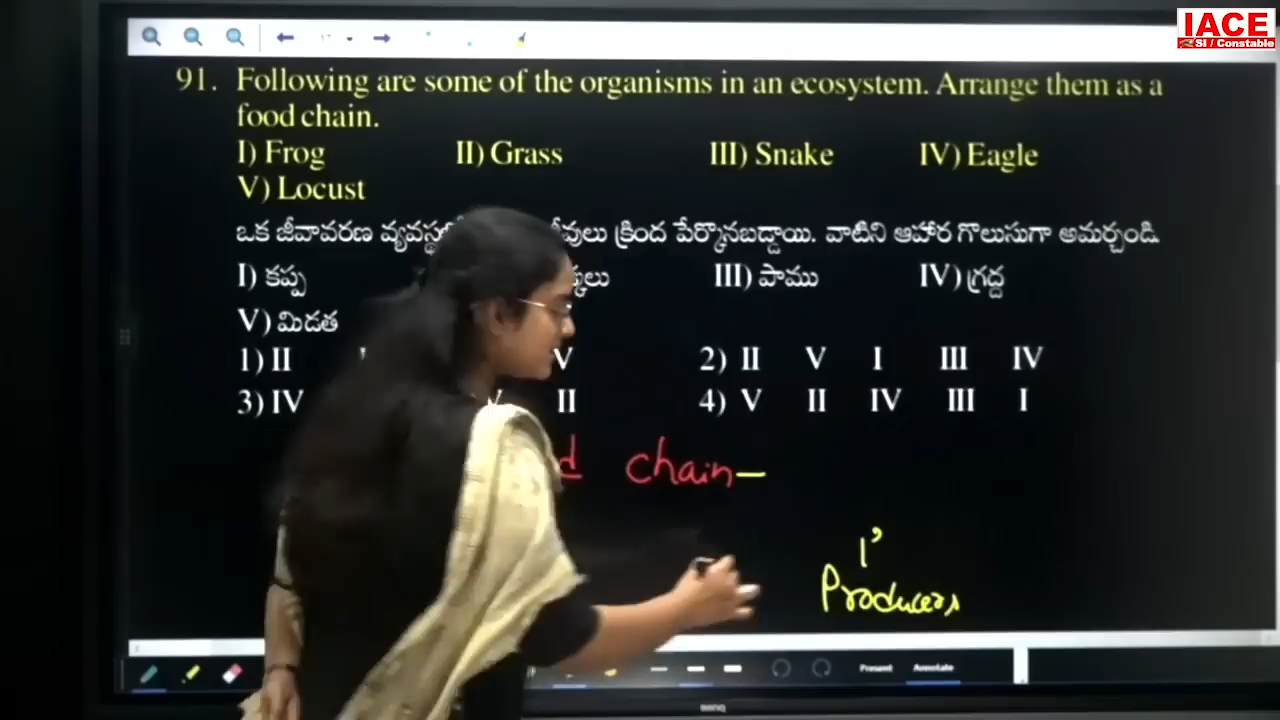 IACE
SI / Constable
91. Following are some of the organisms in an ecosystem. Arrange them as a
food chain.
I) Frog II) Grass III) Snake IV) Eagle
V) Locust
ఒక జీవావరణ క్రింద పేర్కొనబడ్డాయి. వాటిని ఆహార గొలుసుగా అమర్చండి.
I) కప్ప III) పాము IV) గ్రద్ద
V) మిడత
1) II V 2) II V I III IV
3) IV II 4) V II IV III I
chain-
1°
Producers
Present Annotate
BENQ